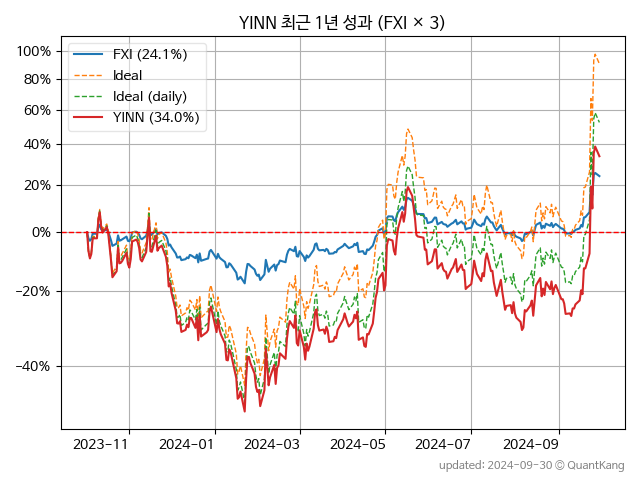 YINN 최근 1년 성과 (FXI × 3)
100%
80%
60%
40%
20%
0%
−20%
−40%
FXI (24.1%)
Ideal
Ideal (daily)
YINN (34.0%)
2023−11
2024−01
2024−03
2024−05
2024−07
2024−09
updated: 2024-09-30 ⓒ QuantKang